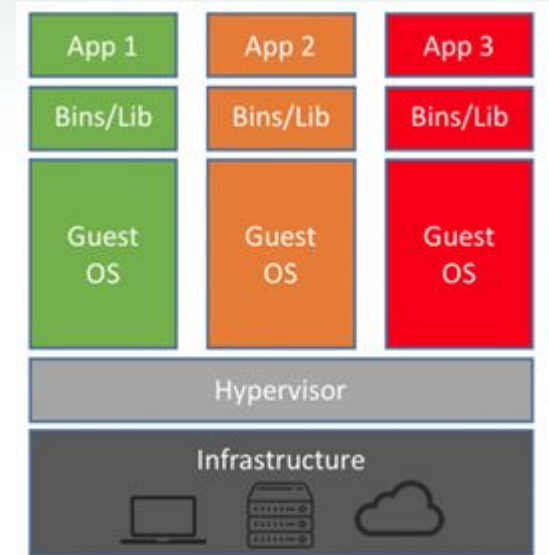 App 1
App 2
App 3
Bins/Lib
Bins/Lib
Bins/Lib
Guest
OS
Guest
OS
Guest
OS
Hypervisor
Infrastructure